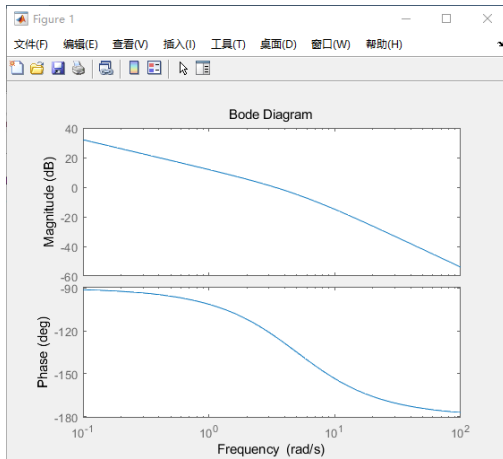 Figure 1
文件(F) 编辑(E) 查看(V) 插入(I) 工具(T) 桌面(D) 窗口(W) 帮助(H)
Bode Diagram
Magnitude (dB)
40
20
0
-20
-40
-60
Phase (deg)
-90
-120
-150
-180
10^-1 10^0 10^1 10^2
Frequency (rad/s)